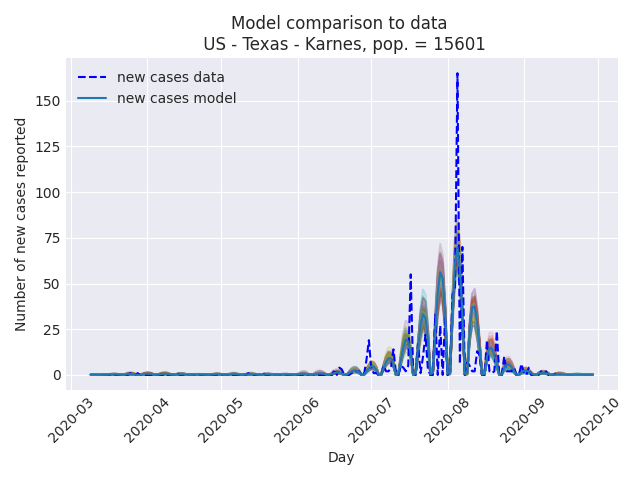 Model comparison to data
US - Texas - Karnes, pop. = 15601
new cases data
new cases model
Number of new cases reported
150
125
100
75
50
25
0
2020-03
2020-04
2020-05
2020-06
2020-07
2020-08
2020-09
2020-10
Day